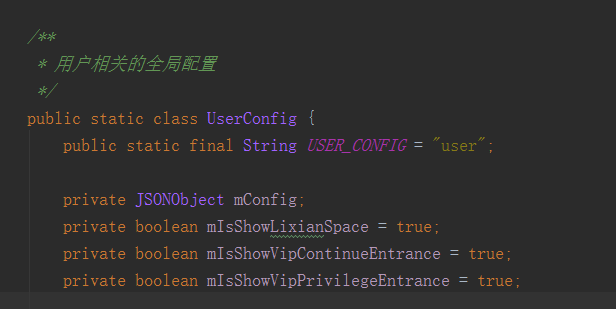 /**
* 用户相关的全局配置
*/
public static class UserConfig {
public static final String USER_CONFIG = "user";
private JSONObject mConfig;
private boolean mIsShowLixianSpace = true;
private boolean mIsShowVipContinueEntrance = true;
private boolean mIsShowVipPrivilegeEntrance = true;